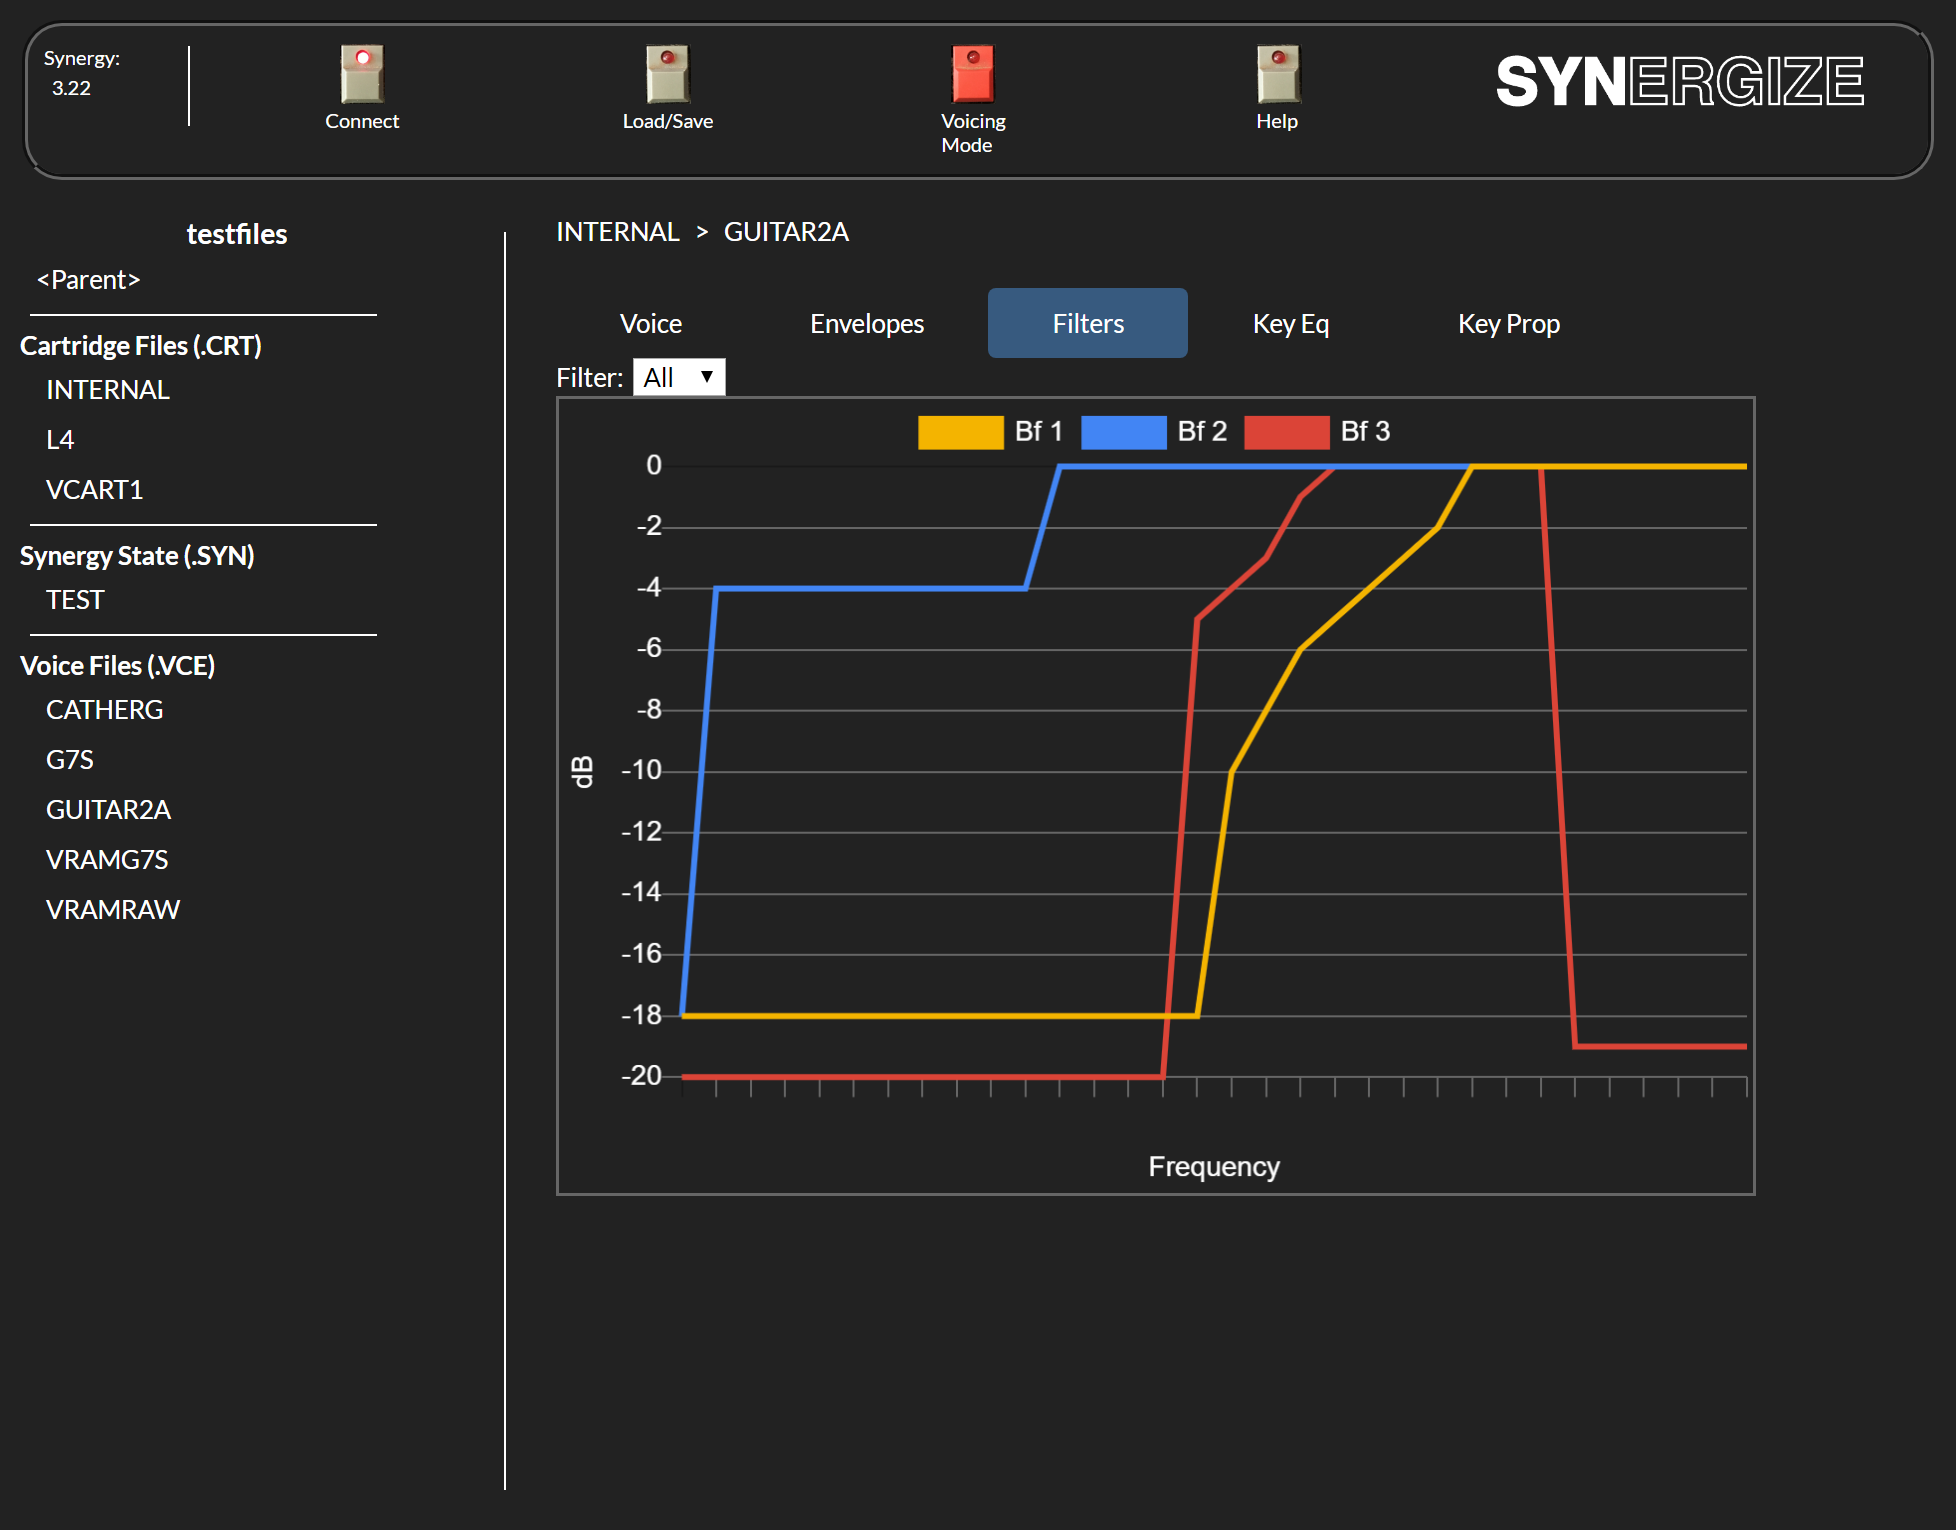 Synergy:
3.22
Connect
Load/Save
Voicing
Mode
Help
SYNERGIZE
testfiles
<Parent>
Cartridge Files (.CRT)
INTERNAL
L4
VCART1
Synergy State (.SYN)
TEST
Voice Files (.VCE)
CATHERG
G7S
GUITAR2A
VRAMG7S
VRAMRAW
INTERNAL > GUITAR2A
Voice Envelopes Filters Key Eq Key Prop
Filter: All
Bf 1 Bf 2 Bf 3
0
-2
-4
-6
-8
-10
-12
-14
-16
-18
-20
dB
Frequency